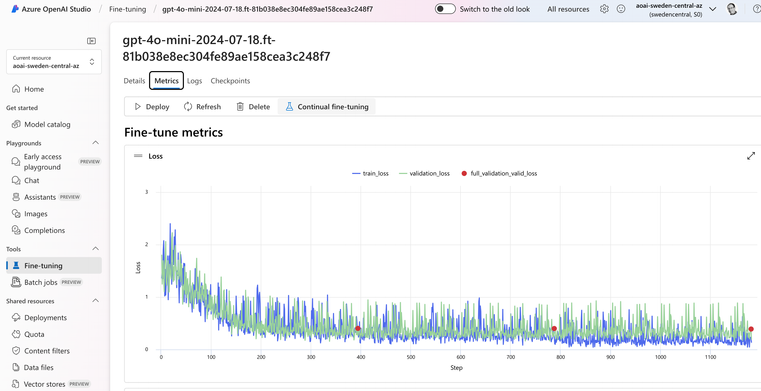 Azure OpenAI Studio / Fine-tuning / gpt-4o-mini-2024-07-18.ft-81b038e8ec304fe89ae158cea3c248f7
Switch to the old look
All resources
aoai-sweden-central-az
(swedencentral, S0)
Current resource
aoai-sweden-central-az
Home
Get started
Model catalog
Playgrounds
Early access
playground PREVIEW
Chat
Assistants PREVIEW
Images
Completions
Tools
Fine-tuning
Batch jobs PREVIEW
Shared resources
Deployments
Quota
Content filters
Data files
Vector stores PREVIEW
gpt-4o-mini-2024-07-18.ft-
81b038e8ec304fe89ae158cea3c248f7
Details Metrics Logs Checkpoints
Deploy Refresh Delete Continual fine-tuning
Fine-tune metrics
Loss
train_loss validation_loss full_validation_valid_loss
3
2
1
0
Loss
0 100 200 300 400 500 600 700 800 900 1000 1100
Step